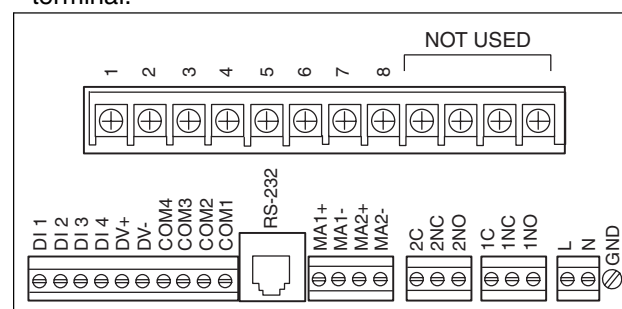 terminal.
NOT USED
1 2 3 4 5 6 7 8
DI 1
DI 2
DI 3
DI 4
DV+
DV-
COM4
COM3
COM2
COM1
RS-232
MA1+
MA1-
MA2+
MA2-
2C
2NC
2NO
1C
1NC
1NO
L
N
GND